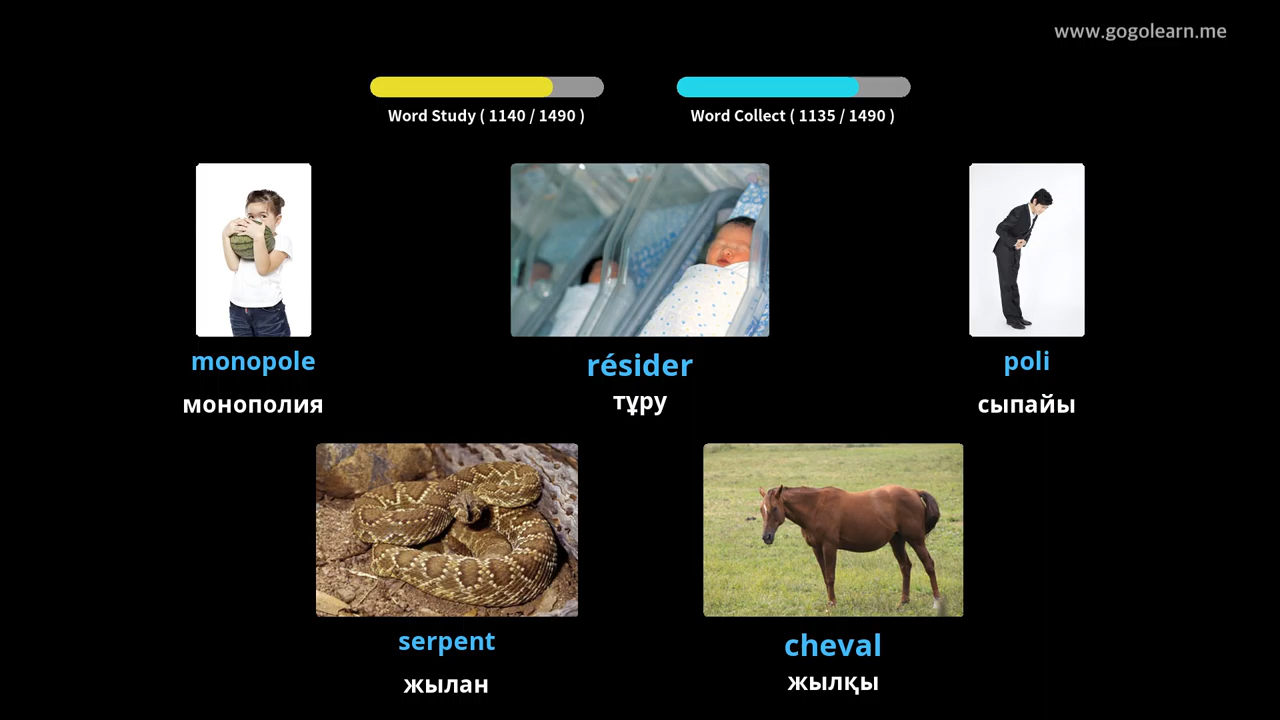 www.gogolearn.me
Word Study ( 1140 / 1490 )
Word Collect ( 1135 / 1490 )
monopole
монополия
résider
тұру
poli
сыпайы
serpent
жылан
cheval
жылқы